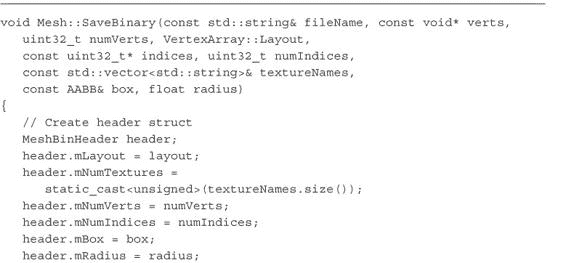 void Mesh::SaveBinary(const std::string& fileName, const void* verts,
   uint32_t numVerts, VertexArray::Layout,
   const uint32_t* indices, uint32_t numIndices,
   const std::vector<std::string>& textureNames,
   const AABB& box, float radius)
{
   // Create header struct
   MeshBinHeader header;
   header.mLayout = layout;
   header.mNumTextures =
      static_cast<unsigned>(textureNames.size());
   header.mNumVerts = numVerts;
   header.mNumIndices = numIndices;
   header.mBox = box;
   header.mRadius = radius;